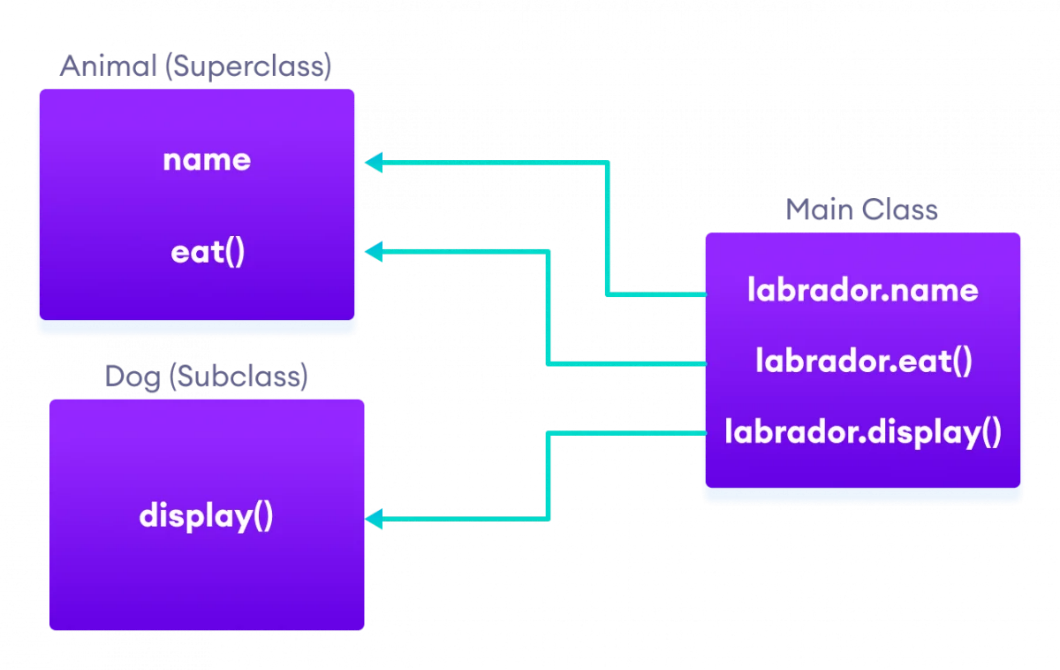 Animal (Superclass)
name
eat()
Dog (Subclass)
display()
Main Class
labrador.name
labrador.eat()
labrador.display()